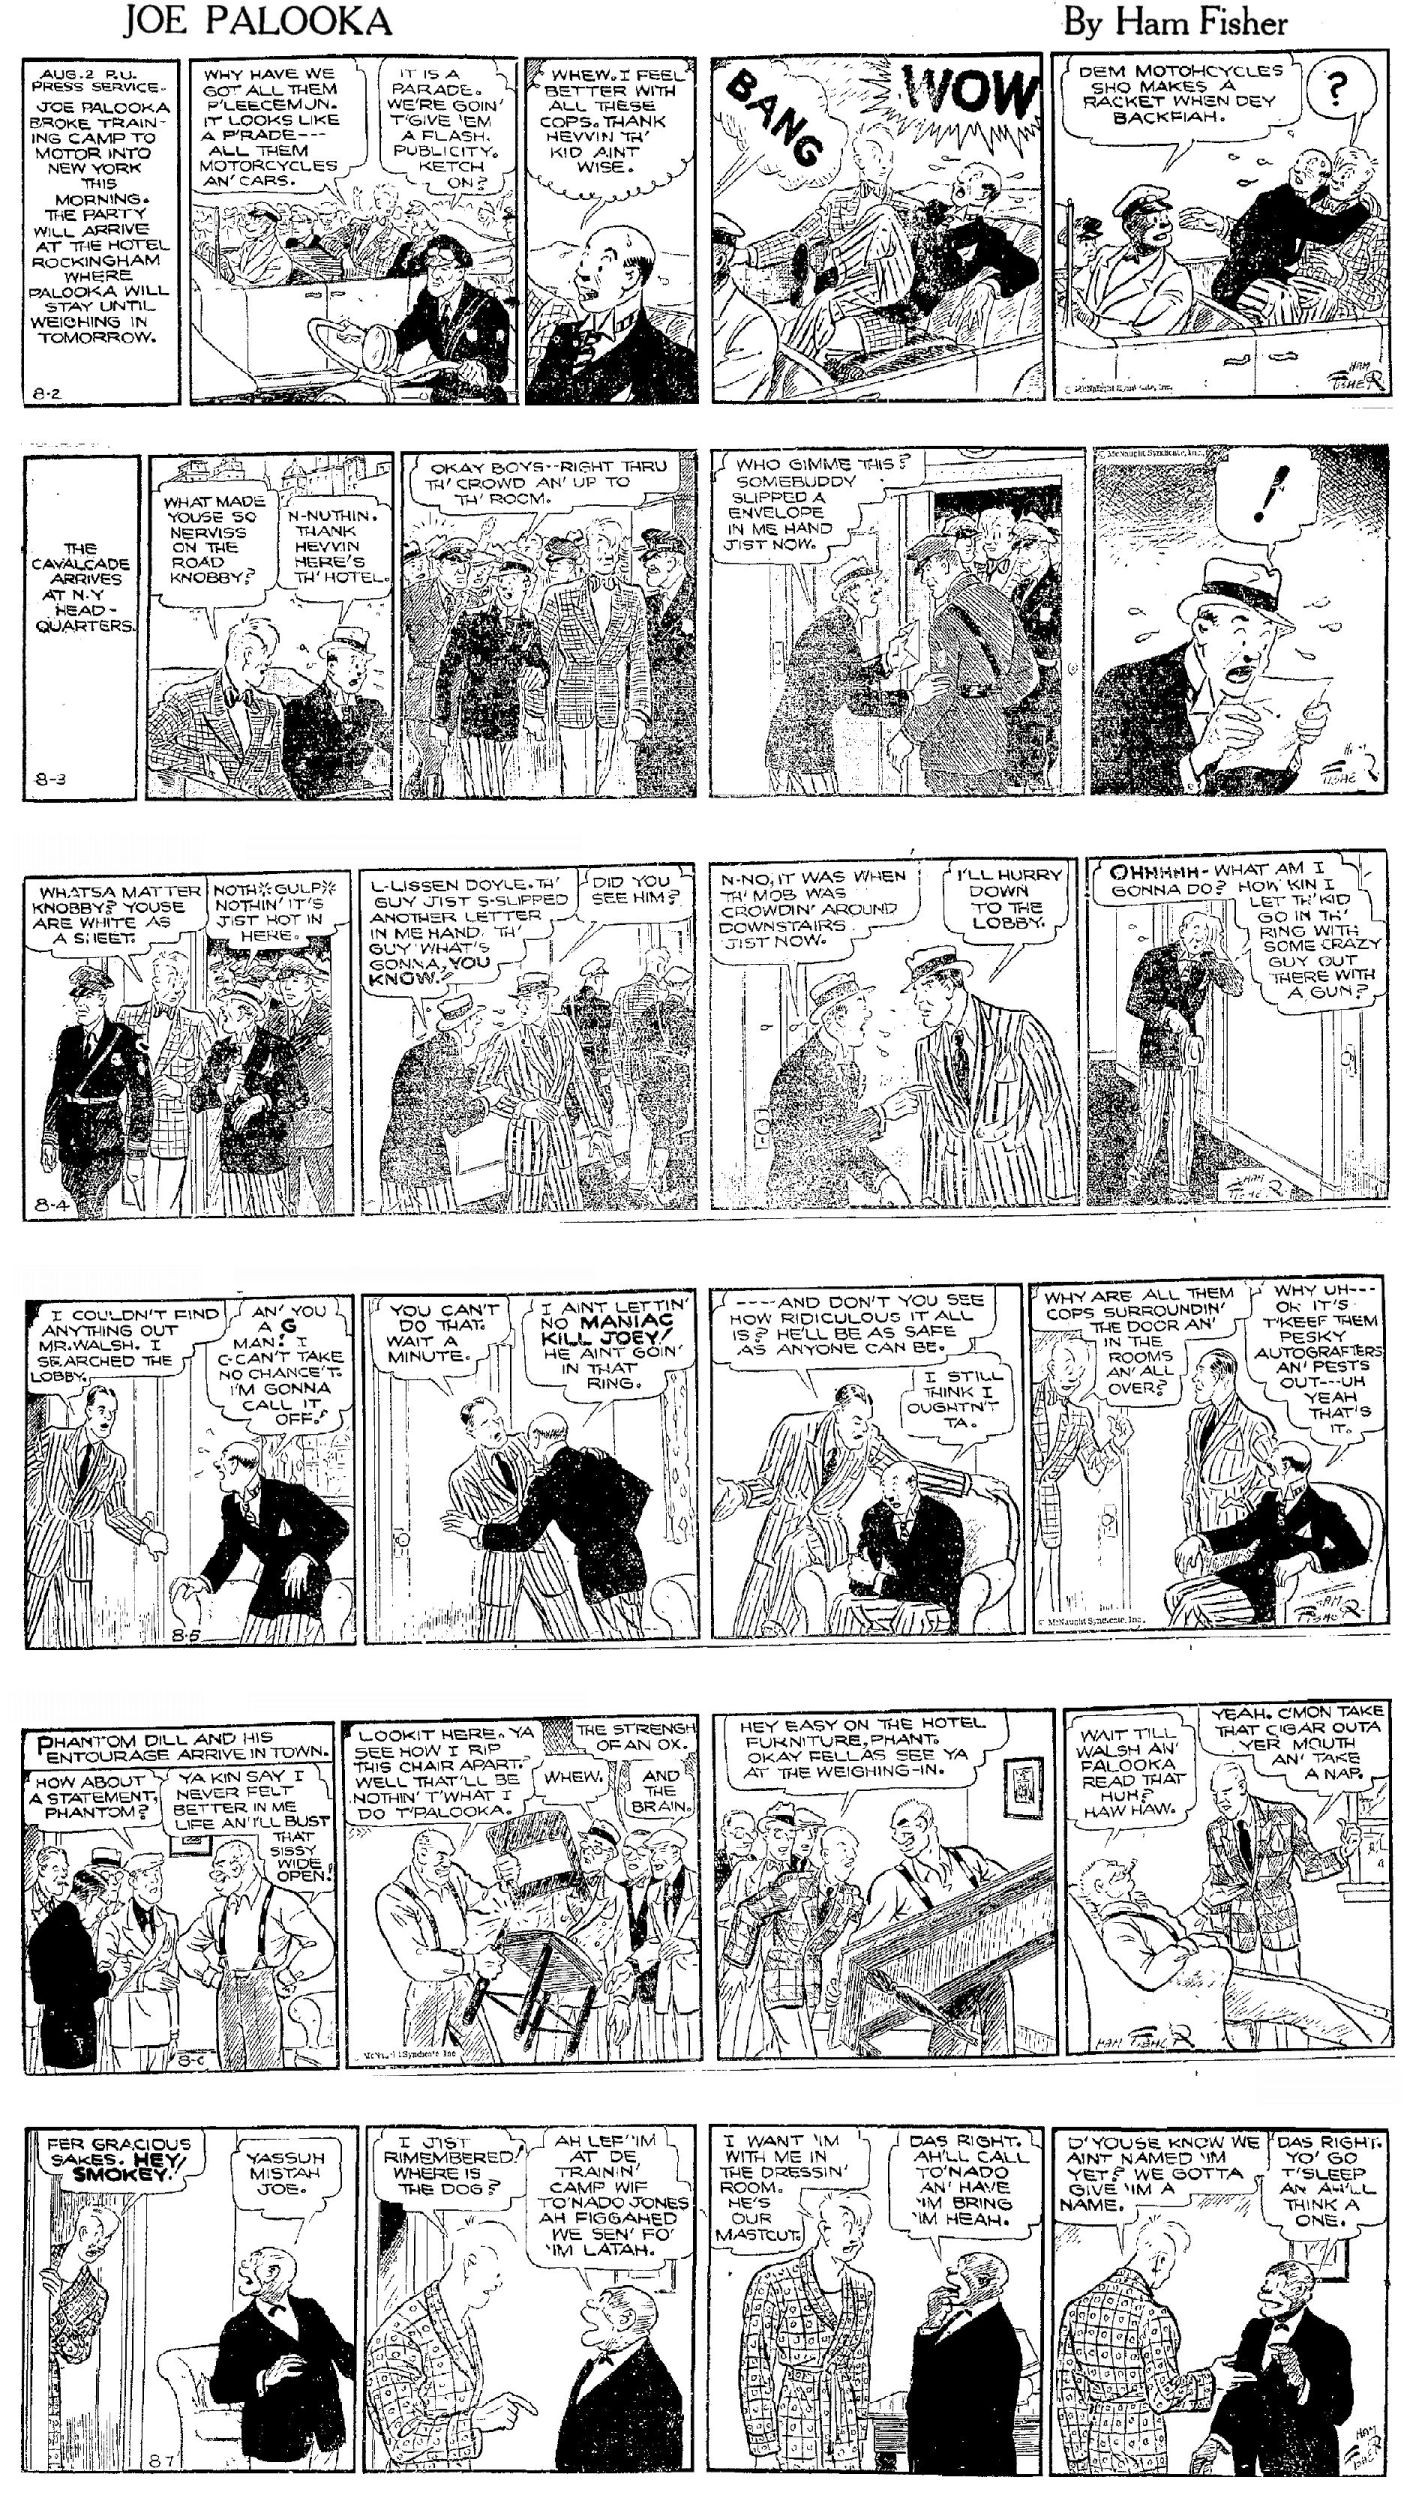 JOE PALOOKA
By Ham Fisher
AUG.2 P.U.
PRESS SERVICE-
JOE PALOOKA
BROKE TRAIN-
ING CAMP TO
MOTOR INTO
NEW YORK
THIS
MORNING.
THE PARTY
WILL ARRIVE
AT THE HOTEL
ROCKINGHAM
WHERE
PALOOKA WILL
STAY UNTIL
WEIGHING IN
TOMORROW.
8-2
WHY HAVE WE
GOT ALL THEM
P'LEECEMUN.
IT LOOKS LIKE
A P'RADE---
ALL THEM
MOTORCYCLES
AN' CARS.
IT IS A
PARADE.
WE'RE GOIN'
T'GIVE 'EM
A FLASH.
PUBLICITY.
KETCH
ON?
WHEW. I FEEL
BETTER WITH
ALL THESE
COPS. THANK
HEVVIN TH'
KID AINT
WISE.
BANG
WOW
DEM MOTOHCYCLES
SHO MAKES A
RACKET WHEN DEY
BACKFIAH.
?
© McNaught Syndicate, Inc.
HAM
FISHER
THE
CAVALCADE
ARRIVES
AT N.Y
HEAD-
QUARTERS.
8-3
WHAT MADE
YOUSE SO
NERVISS
ON THE
ROAD
KNOBBY?
N-NUTHIN.
THANK
HEVVIN
HERE'S
TH' HOTEL.
OKAY BOYS--RIGHT THRU
TH' CROWD AN' UP TO
TH' ROOM.
WHO GIMME THIS?
SOMEBUDDY
SLIPPED A
ENVELOPE
IN ME HAND
JIST NOW.
© McNaught Syndicate, Inc.
!
HAM
FISHER
WHATSA MATTER
KNOBBY? YOUSE
ARE WHITE AS
A SHEET.
NOTH*GULP*
NOTHIN' IT'S
JIST HOT IN
HERE.
8-4
L-LISSEN DOYLE. TH'
GUY JIST S-SLIPPED
ANOTHER LETTER
IN ME HAND. TH'
GUY WHAT'S
GONNA, YOU
KNOW.
DID YOU
SEE HIM?
N-NO, IT WAS WHEN
TH' MOB WAS
CROWDIN' AROUND
DOWNSTAIRS
JIST NOW.
I'LL HURRY
DOWN
TO THE
LOBBY.
OHHHHH- WHAT AM I
GONNA DO? HOW KIN I
LET TH' KID
GO IN TH'
RING WITH
SOME CRAZY
GUY OUT
THERE WITH
A GUN?
HAM
FISHER
I COULDN'T FIND
ANYTHING OUT
MR. WALSH. I
SEARCHED THE
LOBBY.
AN' YOU
A G
MAN! I
C-CAN'T TAKE
NO CHANCE'T.
I'M GONNA
CALL IT
OFF.
8-5
YOU CAN'T
DO THAT.
WAIT A
MINUTE.
I AINT LETTIN'
NO MANIAC
KILL JOEY!
HE AINT GOIN'
IN THAT
RING.
----AND DON'T YOU SEE
HOW RIDICULOUS IT ALL
IS? HE'LL BE AS SAFE
AS ANYONE CAN BE.
I STILL
THINK I
OUGHTN'T
TA.
WHY ARE ALL THEM
COPS SURROUNDIN'
THE DOOR AN'
IN THE
ROOMS
AN' ALL
OVER?
WHY UH---
OH IT'S
T'KEEF THEM
PESKY
AUTOGRAFTERS
AN' PESTS
OUT---UH
YEAH
THAT'S
IT.
© McNaught Syndicate, Inc.
HAM
FISHER
PHANTOM DILL AND HIS
ENTOURAGE ARRIVE IN TOWN.
HOW ABOUT
A STATEMENT,
PHANTOM?
YA KIN SAY I
NEVER FELT
BETTER IN ME
LIFE AN' I'LL BUST
THAT
SISSY
WIDE
OPEN!
8-6
LOOKIT HERE. YA
SEE HOW I RIP
THIS CHAIR APART?
WELL THAT'LL BE
NOTHIN' T'WHAT I
DO T'PALOOKA.
THE STRENGH
OF AN OX.
WHEW.
AND
THE
BRAIN.
McNaught Syndicate Inc
HEY EASY ON THE HOTEL
FURNITURE, PHANT.
OKAY FELLAS SEE YA
AT THE WEIGHING-IN.
WAIT TILL
WALSH AN'
PALOOKA
READ THAT
HUH?
HAW HAW.
YEAH. C'MON TAKE
THAT CIGAR OUTA
YER MOUTH
AN' TAKE
A NAP.
HAM FISHER
FER GRACIOUS
SAKES. HEY!
SMOKEY!
YASSUH
MISTAH
JOE.
8 7
I JIST
RIMEMBERED!
WHERE IS
THE DOG?
AH LEF' 'IM
AT DE
TRAININ'
CAMP WIF
TO'NADO JONES
AH FIGGAHED
WE SEN' FO'
'IM LATAH.
I WANT 'IM
WITH ME IN
THE DRESSIN'
ROOM.
HE'S
OUR
MASTCUT.
DAS RIGHT.
AH'LL CALL
TO'NADO
AN' HAVE
'IM BRING
'IM HEAH.
D'YOUSE KNOW WE
AINT NAMED 'IM
YET? WE GOTTA
GIVE 'IM A
NAME.
DAS RIGHT.
YO' GO
T'SLEEP
AN AH'LL
THINK A
ONE.
HAM
FISHER